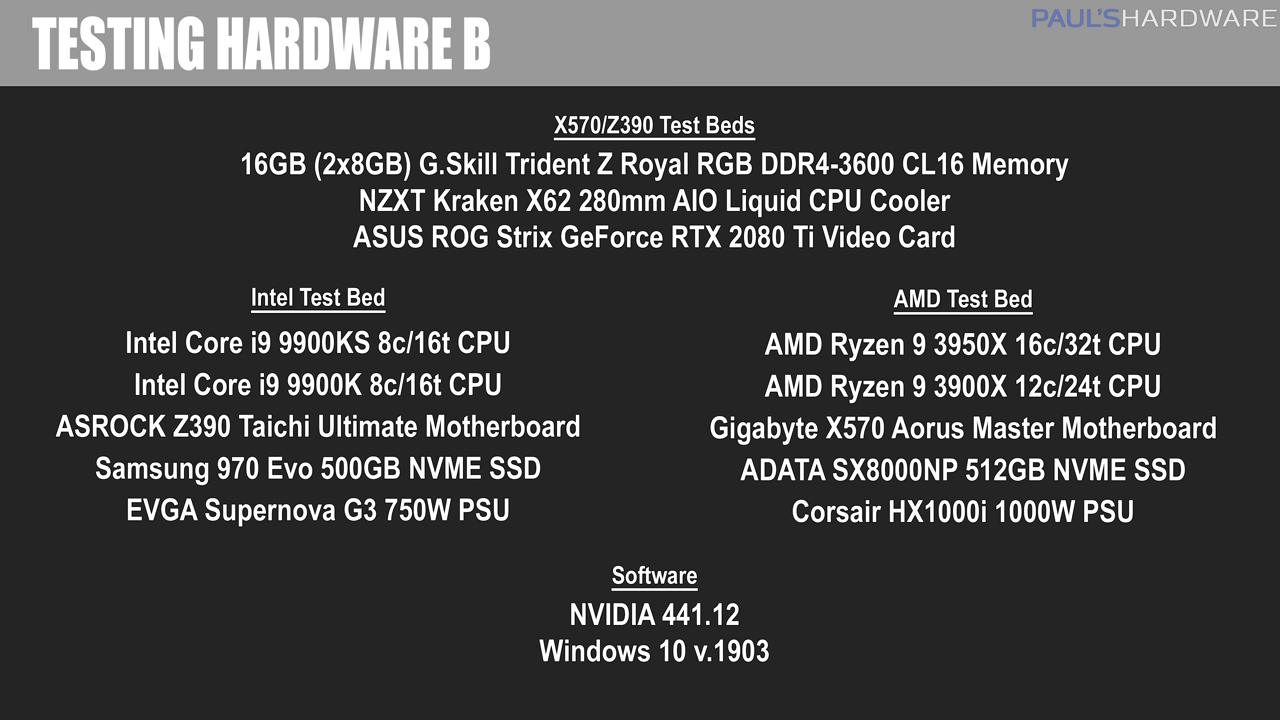 TESTING HARDWARE B
PAUL'SHARDWARE
X570/Z390 Test Beds
16GB (2x8GB) G.Skill Trident Z Royal RGB DDR4-3600 CL16 Memory
NZXT Kraken X62 280mm AIO Liquid CPU Cooler
ASUS ROG Strix GeForce RTX 2080 Ti Video Card
Intel Test Bed
Intel Core i9 9900KS 8c/16t CPU
Intel Core i9 9900K 8c/16t CPU
ASROCK Z390 Taichi Ultimate Motherboard
Samsung 970 Evo 500GB NVME SSD
EVGA Supernova G3 750W PSU
AMD Test Bed
AMD Ryzen 9 3950X 16c/32t CPU
AMD Ryzen 9 3900X 12c/24t CPU
Gigabyte X570 Aorus Master Motherboard
ADATA SX8000NP 512GB NVME SSD
Corsair HX1000i 1000W PSU
Software
NVIDIA 441.12
Windows 10 v.1903